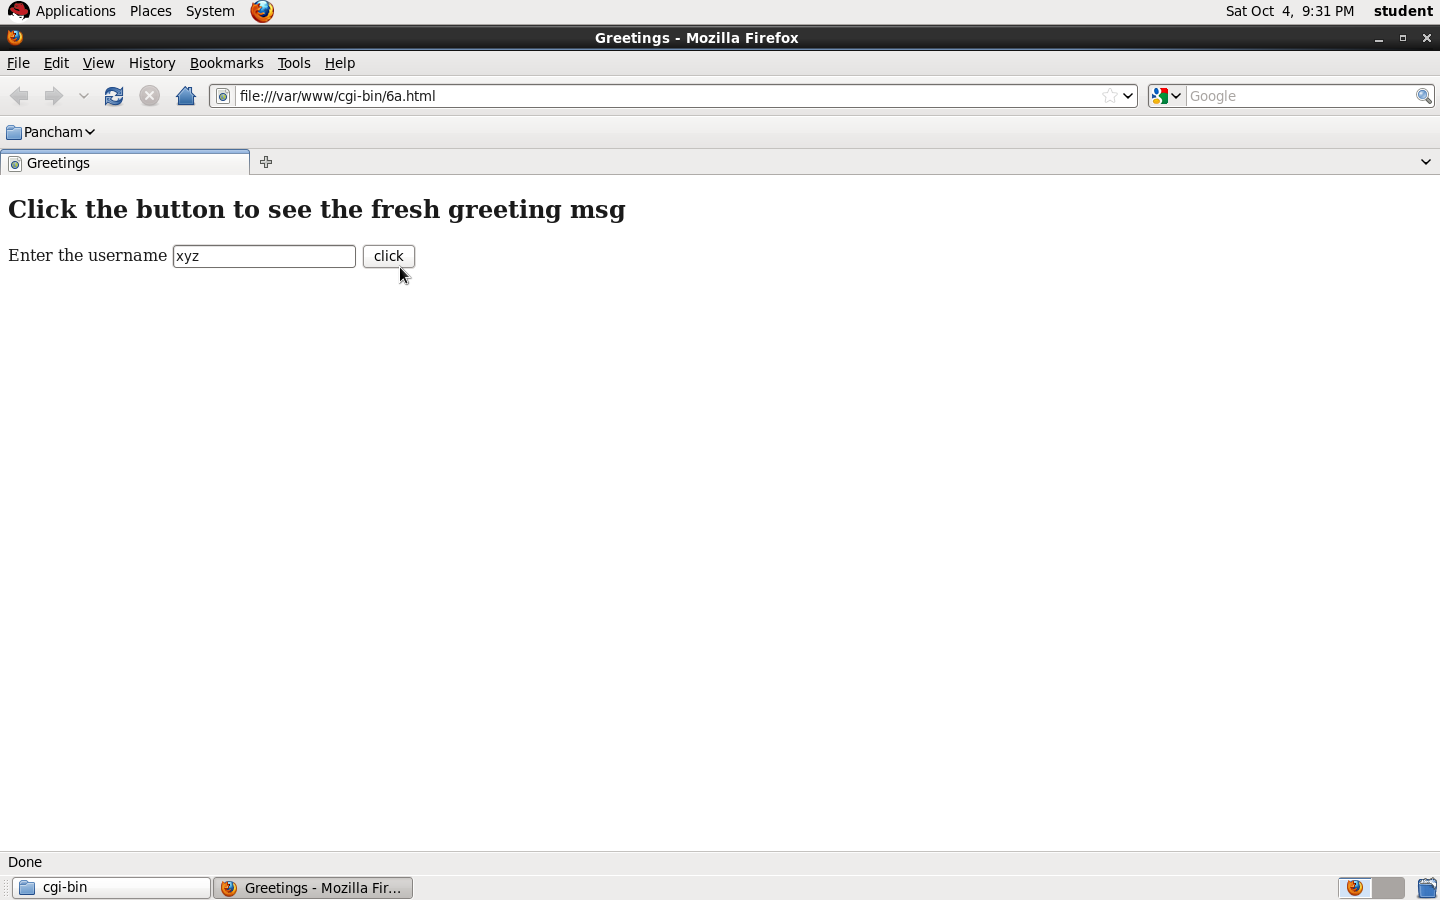 Applications Places System Sat Oct 4, 9:31 PM student
Greetings - Mozilla Firefox
File Edit View History Bookmarks Tools Help
file:///var/www/cgi-bin/6a.html Google
Pancham
Greetings
Click the button to see the fresh greeting msg
Enter the username xyz click
Done
cgi-bin Greetings - Mozilla Fir...